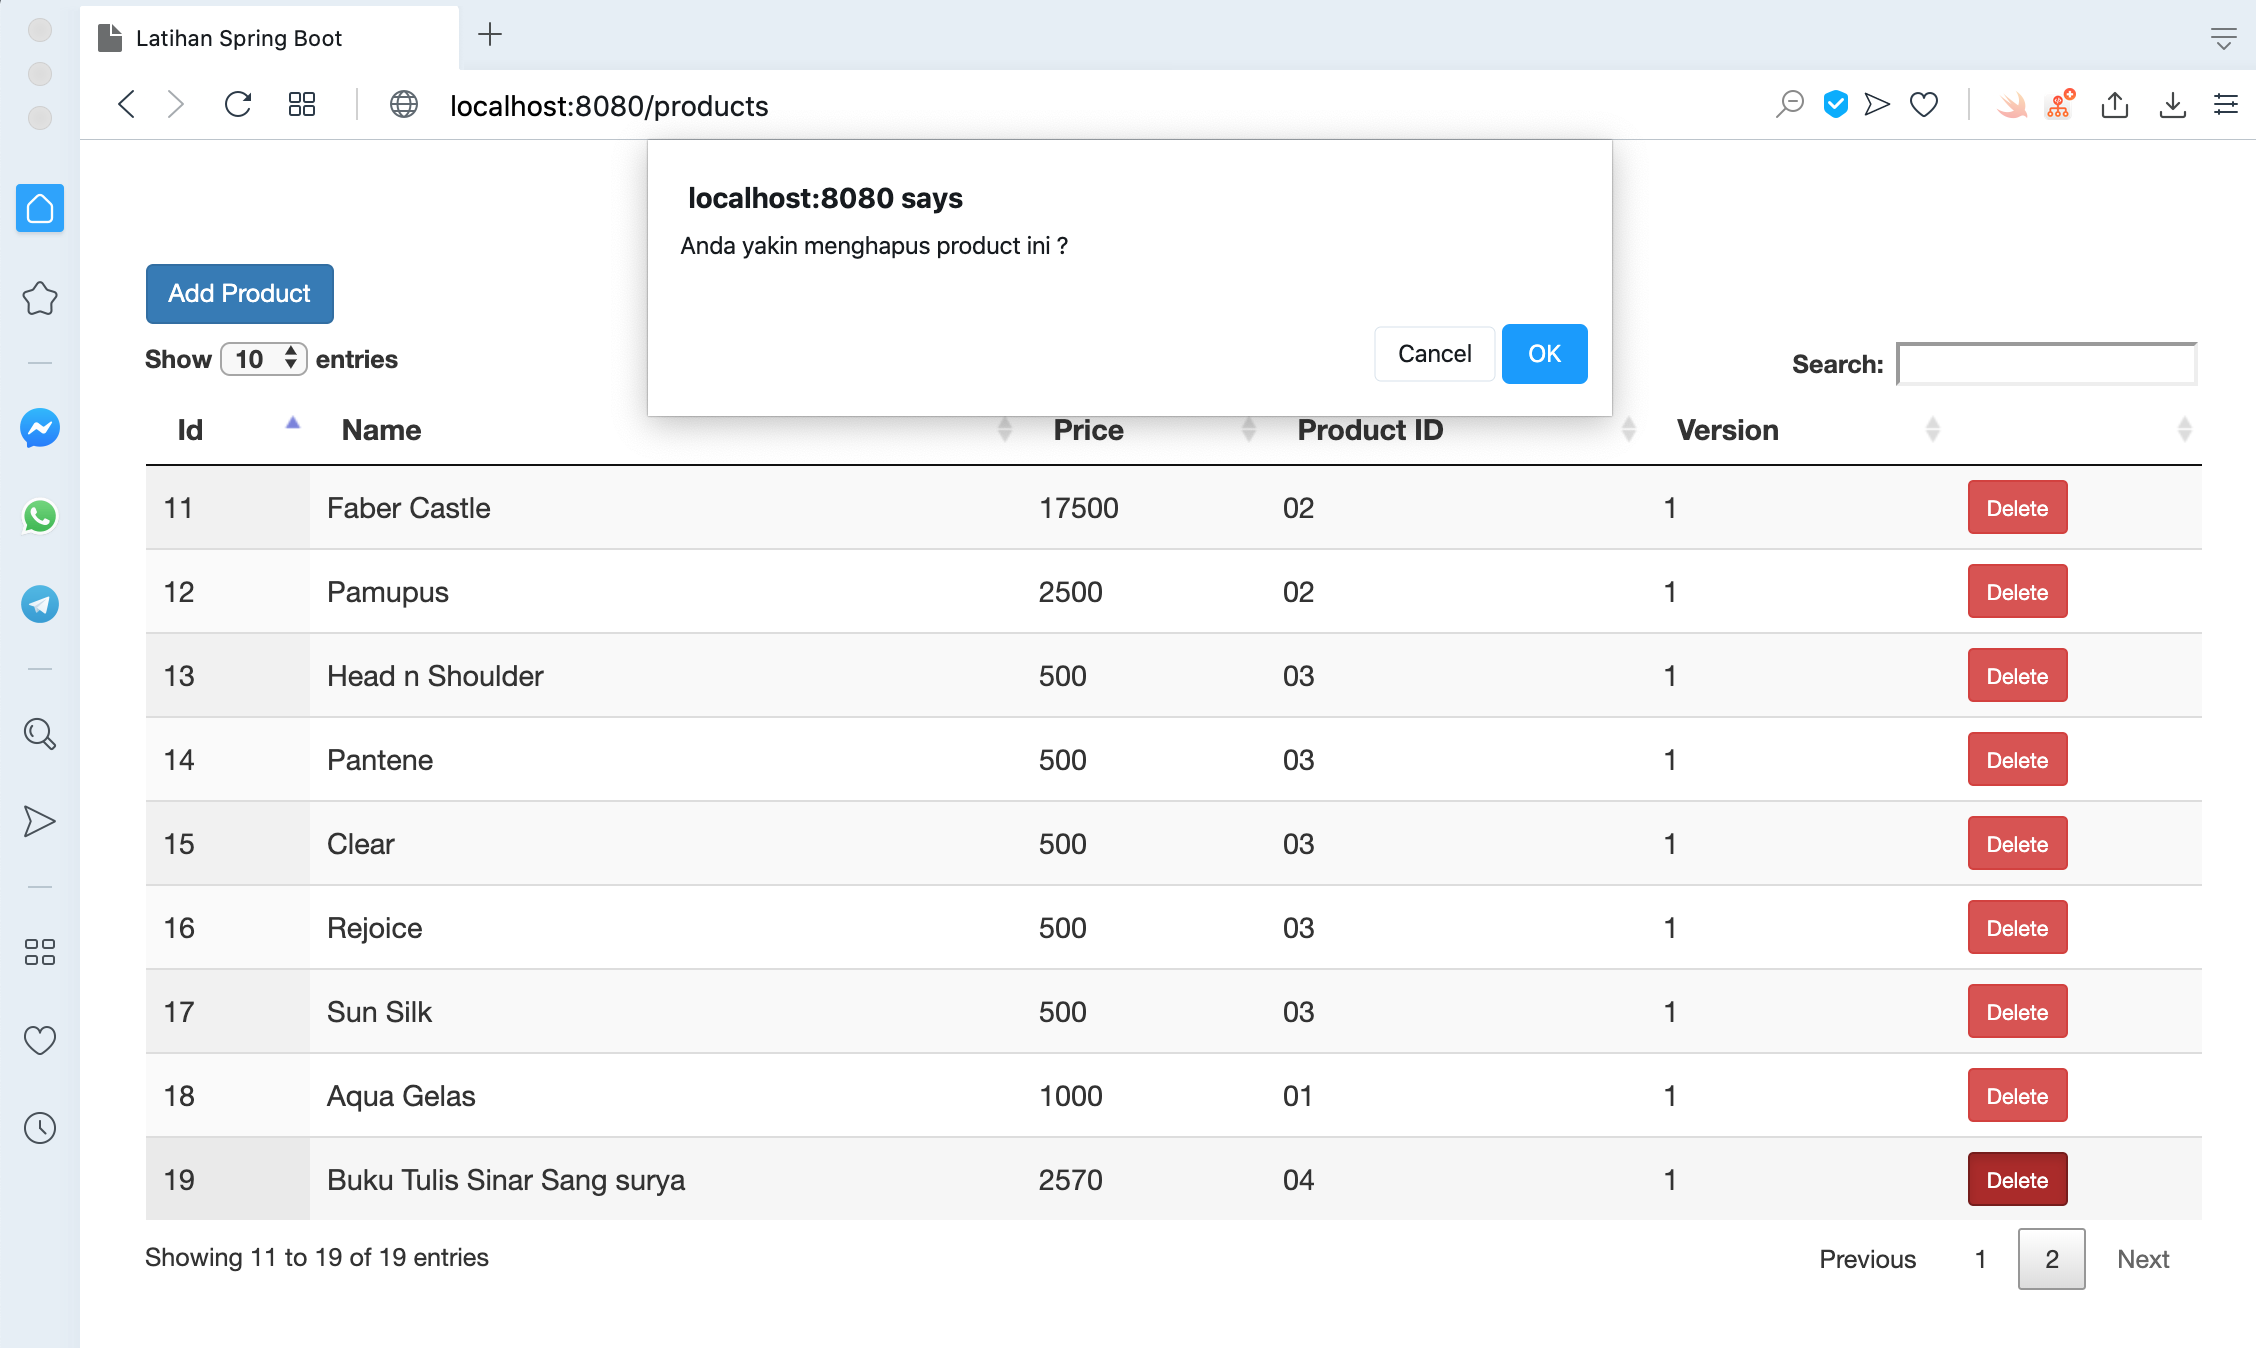 Latihan Spring Boot
localhost:8080/products
localhost:8080 says
Anda yakin menghapus product ini ?
Cancel OK
Add Product
Show 10 entries
Search:
Id Name Price Product ID Version
11 Faber Castle 17500 02 1 Delete
12 Pamupus 2500 02 1 Delete
13 Head n Shoulder 500 03 1 Delete
14 Pantene 500 03 1 Delete
15 Clear 500 03 1 Delete
16 Rejoice 500 03 1 Delete
17 Sun Silk 500 03 1 Delete
18 Aqua Gelas 1000 01 1 Delete
19 Buku Tulis Sinar Sang surya 2570 04 1 Delete
Showing 11 to 19 of 19 entries
Previous 1 2 Next